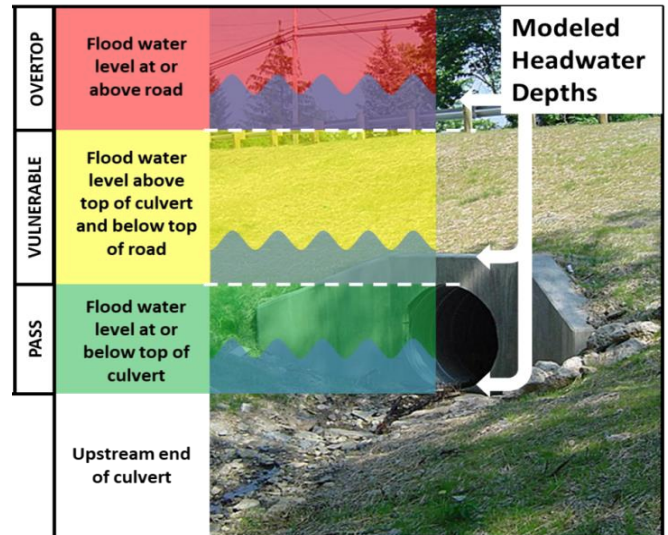 OVERTOP
Flood water
level at or
above road
Modeled
Headwater
Depths
VULNERABLE
Flood water
level above
top of culvert
and below top
of road
PASS
Flood water
level at or
below top of
culvert
Upstream end
of culvert